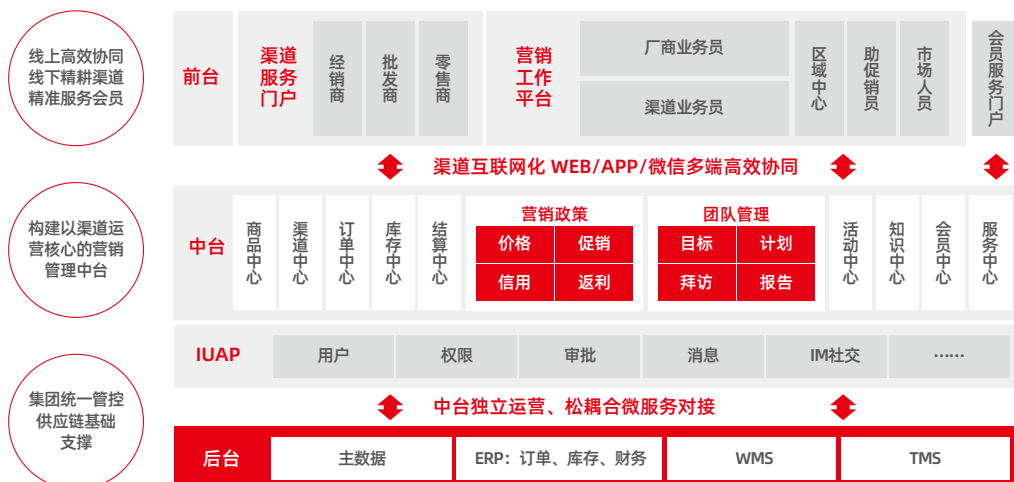 线上高效协同
线下精耕渠道
精准服务会员
前台
渠道
服务
门户
经销商
批发商
零售商
营销
工作
平台
厂商业务员
渠道业务员
区域中心
助促销员
市场人员
会员服务门户
渠道互联网化 WEB/APP/微信多端高效协同
构建以渠道运
营核心的营销
管理中台
中台
商品中心
渠道中心
订单中心
库存中心
结算中心
营销政策
价格
促销
信用
返利
团队管理
目标
计划
拜访
报告
活动中心
知识中心
会员中心
服务中心
IUAP
用户
权限
审批
消息
IM社交
……
集团统一管控
供应链基础
支撑
中台独立运营、松耦合微服务对接
后台
主数据
ERP：订单、库存、财务
WMS
TMS